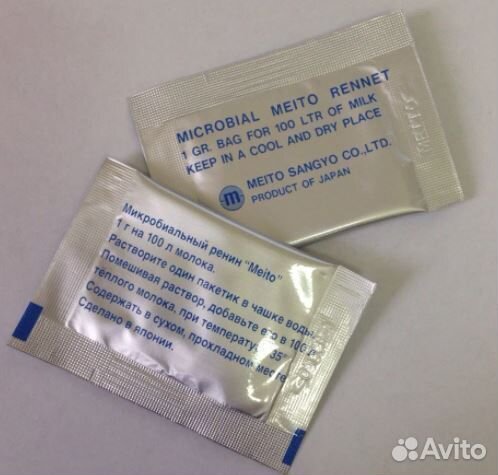 MICROBIAL MEITO RENNET
1 GR. BAG FOR 100 LTR OF MILK
KEEP IN A COOL AND DRY PLACE
m
MEITO SANGYO CO.,LTD.
PRODUCT OF JAPAN
Микробиальный ренин "Meito"
1 г на 100 л молока.
Растворите один пакетик в чашке воды.
Помешивая раствор, добавьте его в 100 л
тёплого молока, при температуре 35°
Содержать в сухом, прохладном месте
Сделано в японии.
Avito